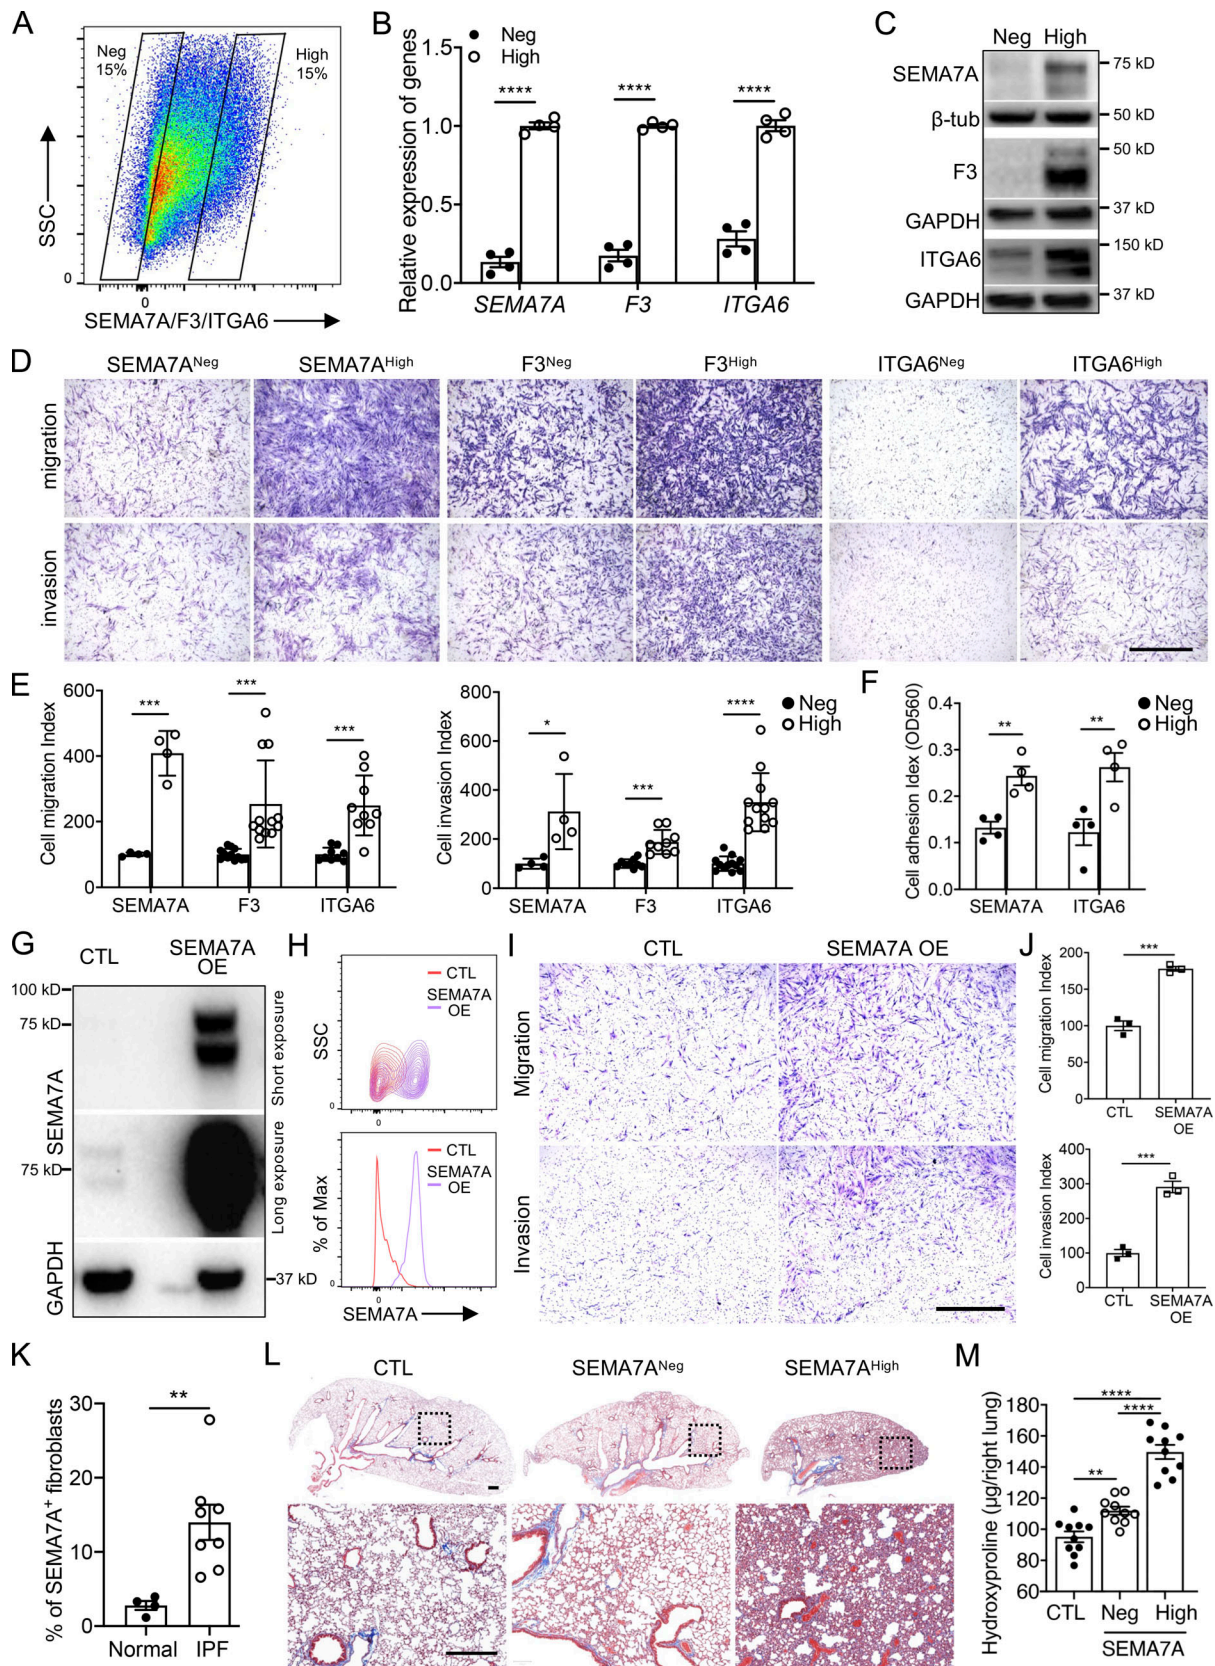 A
Neg
15%
High
15%
SSC
0
0
SEMA7A/F3/ITGA6
B
Neg
High
Relative expression of genes
1.5
1.0
0.5
0.0
****
****
****
SEMA7A
F3
ITGA6
C
Neg High
SEMA7A
75 kD
β-tub
50 kD
50 kD
F3
GAPDH
37 kD
150 kD
ITGA6
GAPDH
37 kD
D
SEMA7ANeg
SEMA7AHigh
F3Neg
F3High
ITGA6Neg
ITGA6High
migration
invasion
E
Cell migration Index
600
400
200
0
***
***
***
SEMA7A
F3
ITGA6
Cell invasion Index
800
600
400
200
0
*
***
****
Neg
High
SEMA7A
F3
ITGA6
F
Cell adhesion Idex (OD560)
0.4
0.3
0.2
0.1
0.0
**
**
Neg
High
SEMA7A
ITGA6
G
CTL
SEMA7A
OE
100 kD
75 kD
75 kD
SEMA7A
GAPDH
Short exposure
Long exposure
37 kD
H
CTL
SEMA7A
OE
SSC
0
CTL
SEMA7A
OE
% of Max
0
0
SEMA7A
I
CTL
SEMA7A OE
Migration
Invasion
J
Cell migration Index
200
150
100
50
0
***
CTL
SEMA7A
OE
Cell invasion Index
400
300
200
100
0
***
CTL
SEMA7A
OE
K
% of SEMA7A+ fibroblasts
30
20
10
0
**
Normal
IPF
L
CTL
SEMA7ANeg
SEMA7AHigh
M
Hydroxyproline (μg/right lung)
180
160
140
120
100
80
60
****
****
**
CTL
Neg
High
SEMA7A